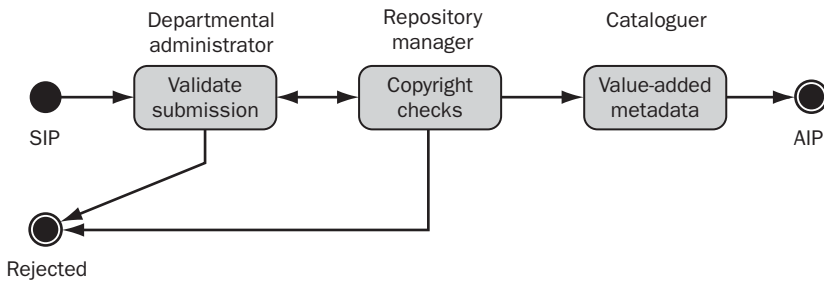 Departmental
administrator
Repository
manager
Cataloguer
Validate
submission
Copyright
checks
Value-added
metadata
SIP
AIP
Rejected